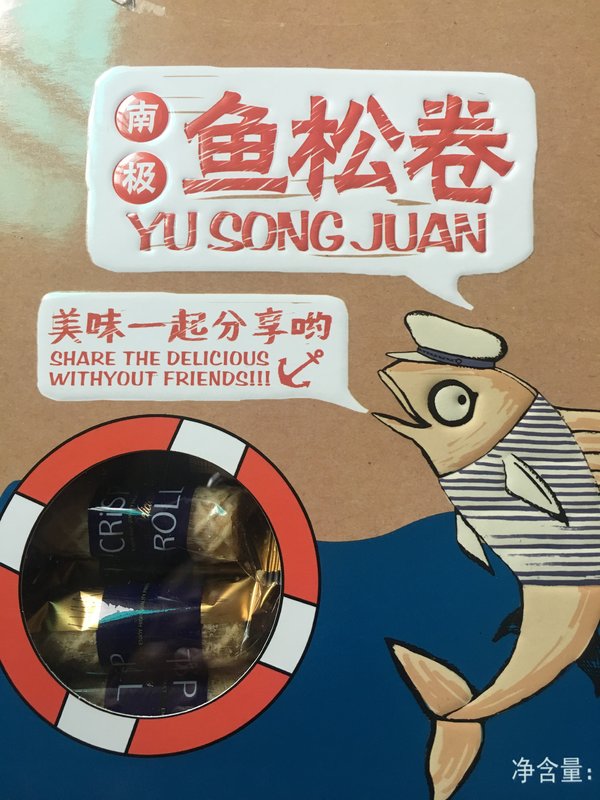 南极 鱼松卷
YU SONG JUAN
美味一起分享哟
SHARE THE DELICIOUS
WITHYOUT FRIENDS!!!
CRIS
ROLL
净含量: